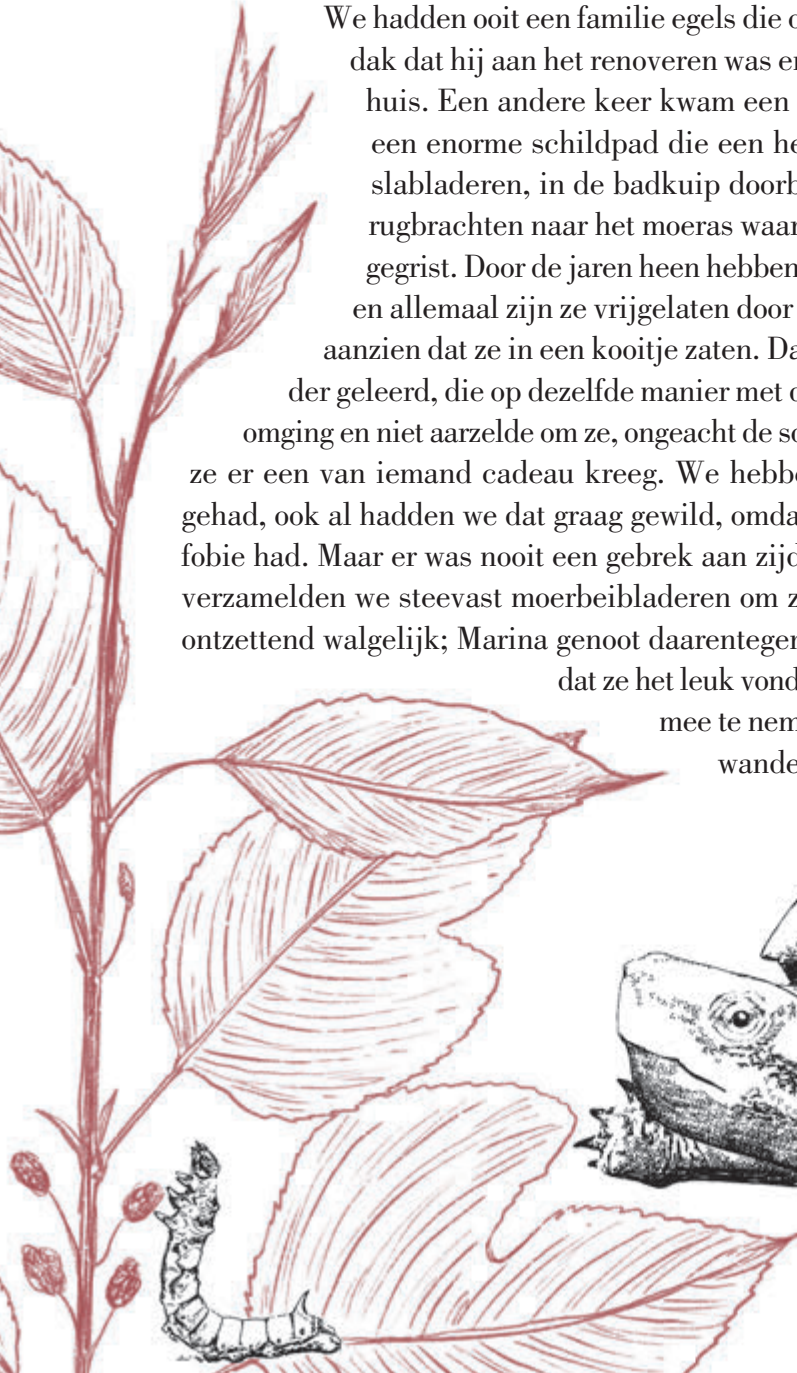 We hadden ooit een familie egels die
dak dat hij aan het renoveren was en
huis. Een andere keer kwam een
een enorme schildpad die een he
slabladeren, in de badkuip doorb
rugbrachten naar het moeras waar
gegrist. Door de jaren heen hebben
en allemaal zijn ze vrijgelaten door
aanzien dat ze in een kooitje zaten. Da
der geleerd, die op dezelfde manier met
omging en niet aarzelde om ze, ongeacht de so
ze er een van iemand cadeau kreeg. We hebbe
gehad, ook al hadden we dat graag gewild, omda
fobie had. Maar er was nooit een gebrek aan zijd
verzamelden we steevast moerbeibladeren om z
ontzettend walgelijk; Marina genoot daarentegen
dat ze het leuk vond
mee te nem
wande